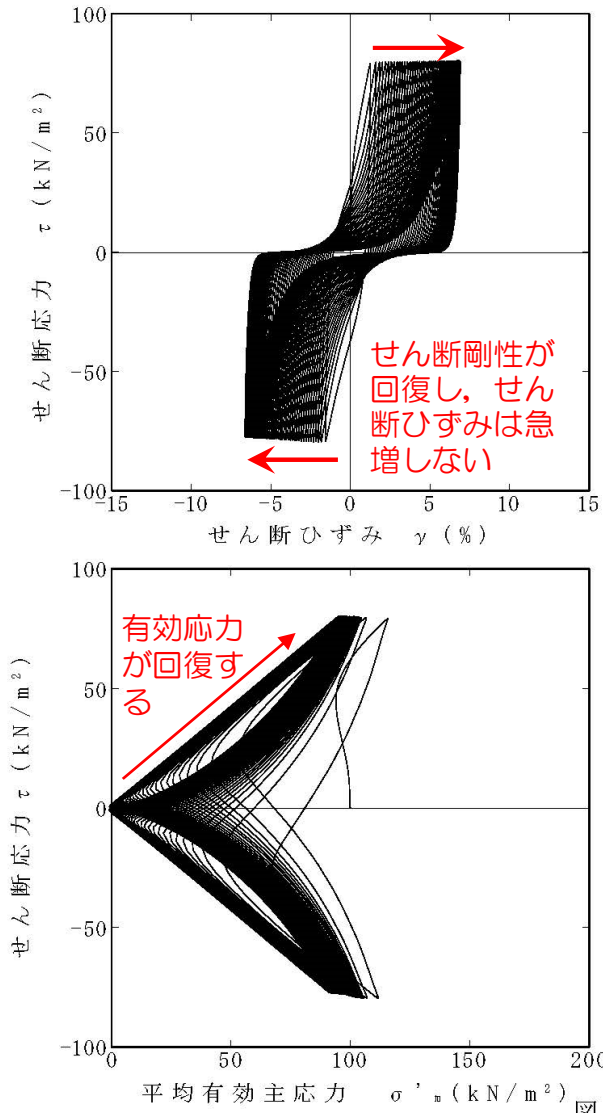 100
50
0
-50
-100
せん断応力 τ (kN/m²)
せん断剛性が
回復し，せん
断ひずみは急
増しない
-15 -10 -5 0 5 10 15
せん断ひずみ γ (%)
100
50
0
-50
-100
せん断応力 τ (kN/m²)
有効応力
が回復す
る
0 50 100 150 200
平均有効主応力 σ'm (kN/m²)
図